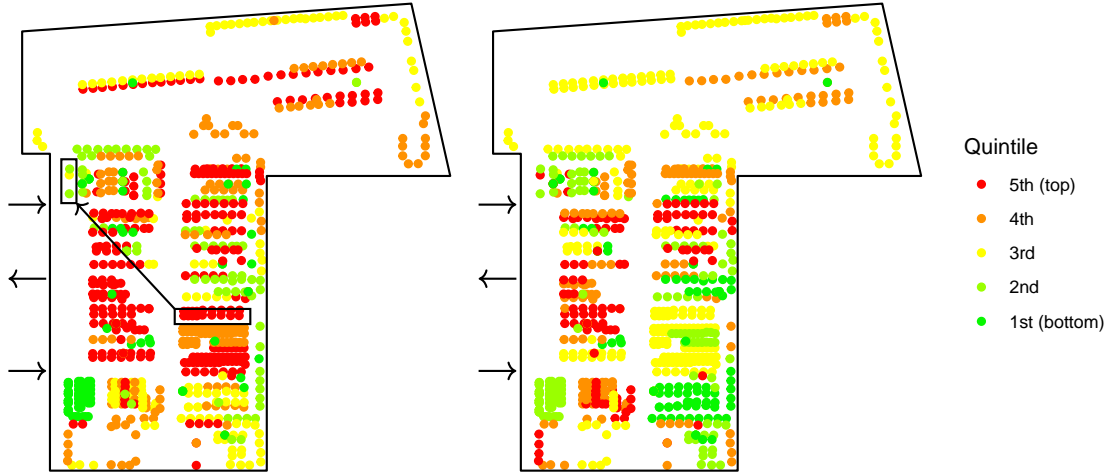 Quintile
5th (top)
4th
3rd
2nd
1st (bottom)